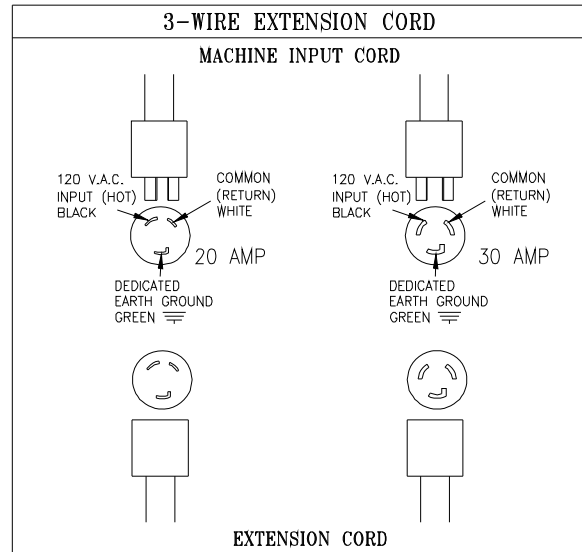 3-WIRE EXTENSION CORD
MACHINE INPUT CORD
120 V.A.C.
INPUT (HOT)
BLACK
COMMON
(RETURN)
WHITE
20 AMP
DEDICATED
EARTH GROUND
GREEN
120 V.A.C.
INPUT (HOT)
BLACK
COMMON
(RETURN)
WHITE
30 AMP
DEDICATED
EARTH GROUND
GREEN
EXTENSION CORD